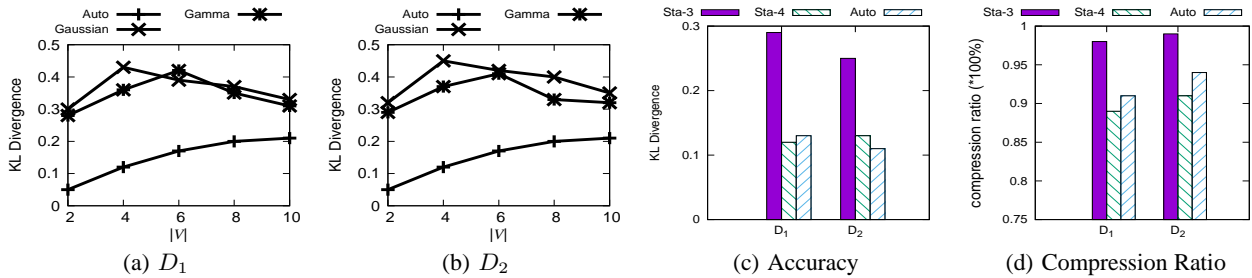 Auto
Gamma
Gaussian
KL Divergence
0.5
0.4
0.3
0.2
0.1
0
2
4
6
8
10
|V|
(a) D1
Auto
Gamma
Gaussian
KL Divergence
0.5
0.4
0.3
0.2
0.1
0
2
4
6
8
10
|V|
(b) D2
Sta-3
Sta-4
Auto
KL Divergence
0.3
0.2
0.1
0
D1
D2
(c) Accuracy
Sta-3
Sta-4
Auto
compression ratio (*100%)
1
0.95
0.9
0.85
0.8
0.75
D1
D2
(d) Compression Ratio